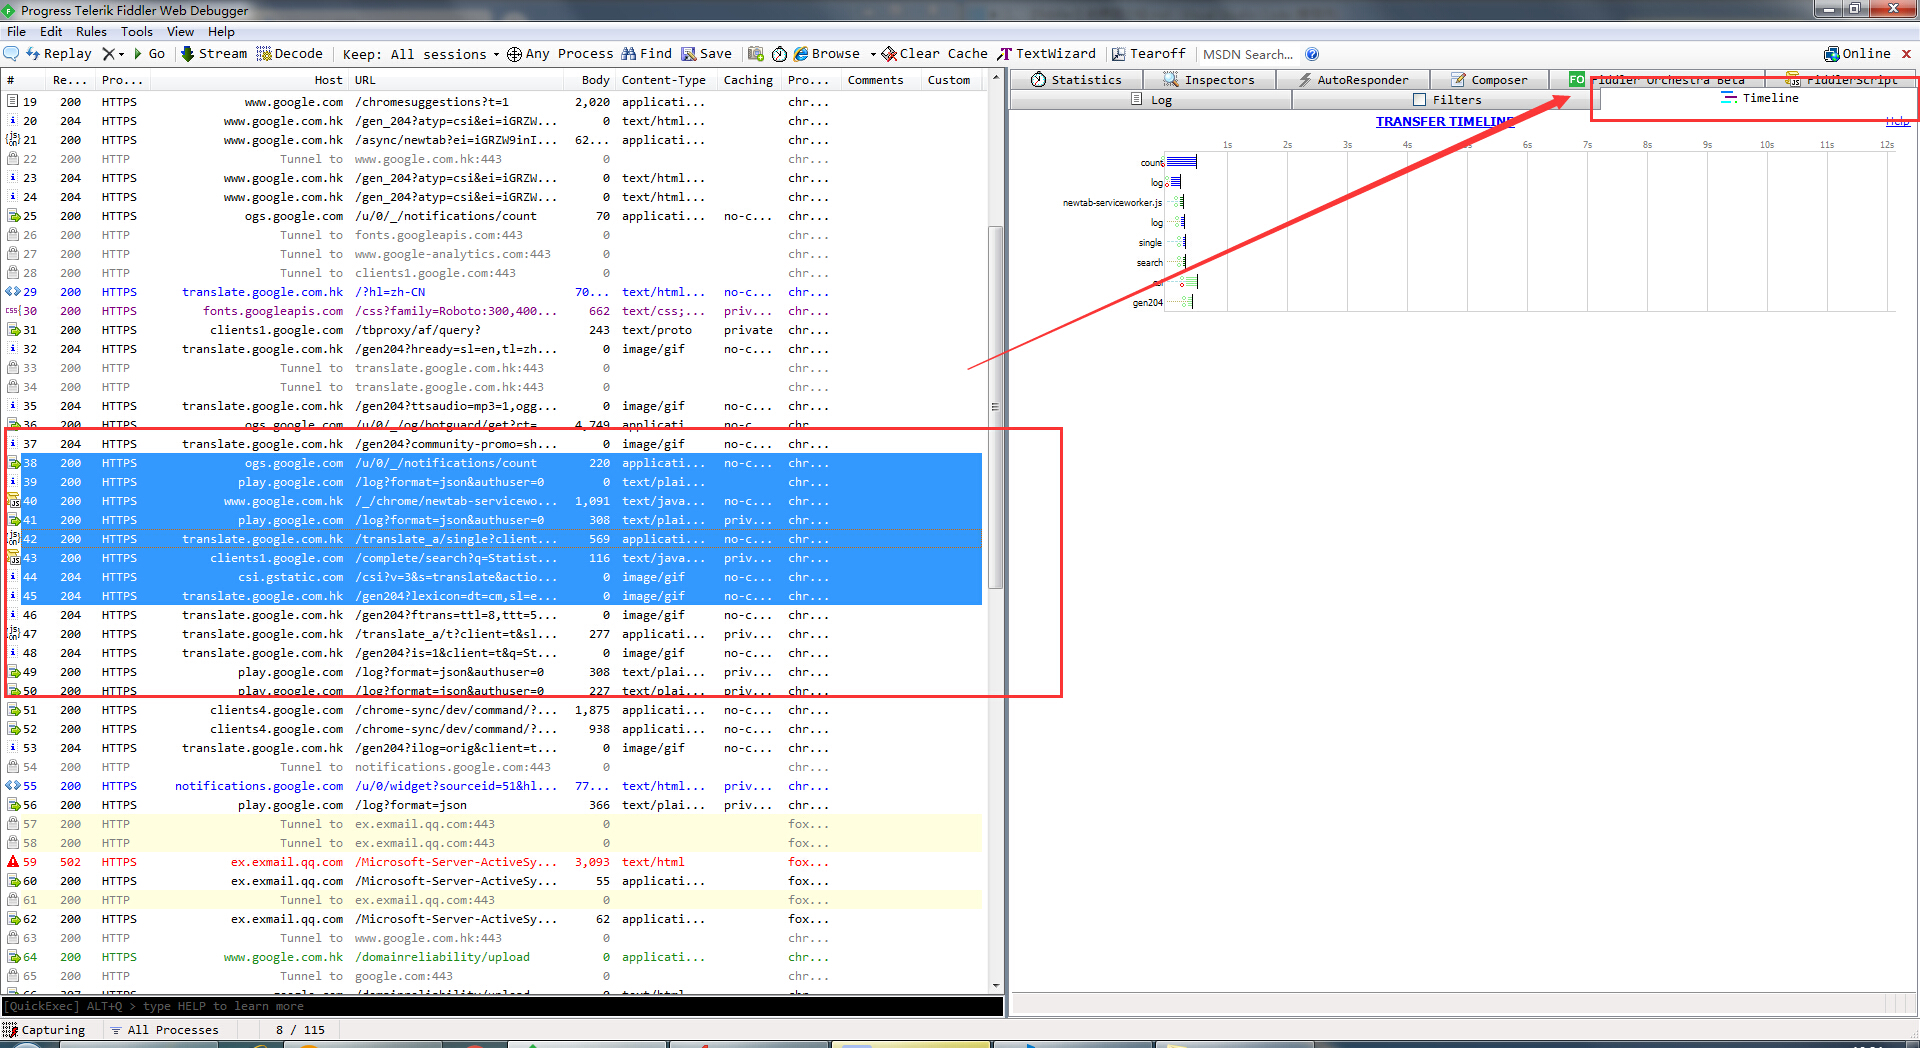 Progress Telerik Fiddler Web Debugger
File Edit Rules Tools View Help
Replay Go Stream Decode Keep: All sessions Any Process Find Save Browse Clear Cache TextWizard Tearoff MSDN Search... Online
# Re... Pro... Host URL Body Content-Type Caching Pro... Comments Custom
19 200 HTTPS www.google.com /chromesuggestions?t=1 2,020 applicati... chr...
20 204 HTTPS www.google.com.hk /gen_204?atyp=csi&ei=iGRZW... 0 text/html... chr...
21 200 HTTPS www.google.com.hk /async/newtab?ei=iGRZW9inI... 62... applicati... chr...
22 200 HTTP Tunnel to www.google.com.hk:443 0 chr...
23 204 HTTPS www.google.com.hk /gen_204?atyp=csi&ei=iGRZW... 0 text/html... chr...
24 204 HTTPS www.google.com.hk /gen_204?atyp=csi&ei=iGRZW... 0 text/html... chr...
25 200 HTTPS ogs.google.com /u/0/_/notifications/count 70 applicati... no-c... chr...
26 200 HTTP Tunnel to fonts.googleapis.com:443 0 chr...
27 200 HTTP Tunnel to www.google-analytics.com:443 0 chr...
28 200 HTTP Tunnel to clients1.google.com:443 0 chr...
29 200 HTTPS translate.google.com.hk /?hl=zh-CN 70... text/html... no-c... chr...
30 200 HTTPS fonts.googleapis.com /css?family=Roboto:300,400... 662 text/css;... priv... chr...
31 200 HTTPS clients1.google.com /tbproxy/af/query? 243 text/proto private chr...
32 204 HTTPS translate.google.com.hk /gen204?hready=sl=en,tl=zh... 0 image/gif no-c... chr...
33 200 HTTP Tunnel to translate.google.com.hk:443 0 chr...
34 200 HTTP Tunnel to translate.google.com.hk:443 0 chr...
35 204 HTTPS translate.google.com.hk /gen204?ttsaudio=mp3=1,ogg... 0 image/gif no-c... chr...
36 200 HTTPS ogs.google.com /u/0/_/og/botguard/get?rt=... 4,749 applicati... no-c... chr...
37 204 HTTPS translate.google.com.hk /gen204?community-promo=sh... 0 image/gif no-c... chr...
38 200 HTTPS ogs.google.com /u/0/_/notifications/count 220 applicati... no-c... chr...
39 200 HTTPS play.google.com /log?format=json&authuser=0 0 text/plai... chr...
40 200 HTTPS www.google.com.hk /_/chrome/newtab-servicewo... 1,091 text/java... no-c... chr...
41 200 HTTPS play.google.com /log?format=json&authuser=0 308 text/plai... priv... chr...
42 200 HTTPS translate.google.com.hk /translate_a/single?client... 569 applicati... no-c... chr...
43 200 HTTPS clients1.google.com /complete/search?q=Statist... 116 text/java... priv... chr...
44 204 HTTPS csi.gstatic.com /csi?v=3&s=translate&actio... 0 image/gif no-c... chr...
45 204 HTTPS translate.google.com.hk /gen204?lexicon=dt=cm,sl=e... 0 image/gif no-c... chr...
46 204 HTTPS translate.google.com.hk /gen204?ftrans=ttl=8,ttt=5... 0 image/gif no-c... chr...
47 200 HTTPS translate.google.com.hk /translate_a/t?client=t&sl... 277 applicati... priv... chr...
48 204 HTTPS translate.google.com.hk /gen204?is=1&client=t&q=St... 0 image/gif no-c... chr...
49 200 HTTPS play.google.com /log?format=json&authuser=0 308 text/plai... priv... chr...
50 200 HTTPS play.google.com /log?format=json&authuser=0 227 text/plai... priv... chr...
51 200 HTTPS clients4.google.com /chrome-sync/dev/command/?... 1,875 applicati... no-c... chr...
52 200 HTTPS clients4.google.com /chrome-sync/dev/command/?... 938 applicati... no-c... chr...
53 204 HTTPS translate.google.com.hk /gen204?ilog=orig&client=t... 0 image/gif no-c... chr...
54 200 HTTP Tunnel to notifications.google.com:443 0 chr...
55 200 HTTPS notifications.google.com /u/0/widget?sourceid=51&hl... 77... text/html... priv... chr...
56 200 HTTPS play.google.com /log?format=json 366 text/plai... priv... chr...
57 200 HTTP Tunnel to ex.exmail.qq.com:443 0 fox...
58 200 HTTP Tunnel to ex.exmail.qq.com:443 0 fox...
59 502 HTTPS ex.exmail.qq.com /Microsoft-Server-ActiveSy... 3,093 text/html fox...
60 200 HTTPS ex.exmail.qq.com /Microsoft-Server-ActiveSy... 55 applicati... fox...
61 200 HTTP Tunnel to ex.exmail.qq.com:443 0 fox...
62 200 HTTPS ex.exmail.qq.com /Microsoft-Server-ActiveSy... 62 applicati... fox...
63 200 HTTP Tunnel to www.google.com.hk:443 0 chr...
64 200 HTTPS www.google.com.hk /domainreliability/upload 0 applicati... chr...
65 200 HTTP Tunnel to google.com:443 0 chr...
[QuickExec] ALT+Q > type HELP to learn more
Capturing All Processes 8 / 115
Statistics Inspectors AutoResponder Composer FO Fiddler Orchestra Beta FiddlerScript
Log Filters Timeline
TRANSFER TIMELINE Help
1s 2s 3s 4s 5s 6s 7s 8s 9s 10s 11s 12s
count
log
newtab-serviceworker.js
log
single
search
csi
gen204